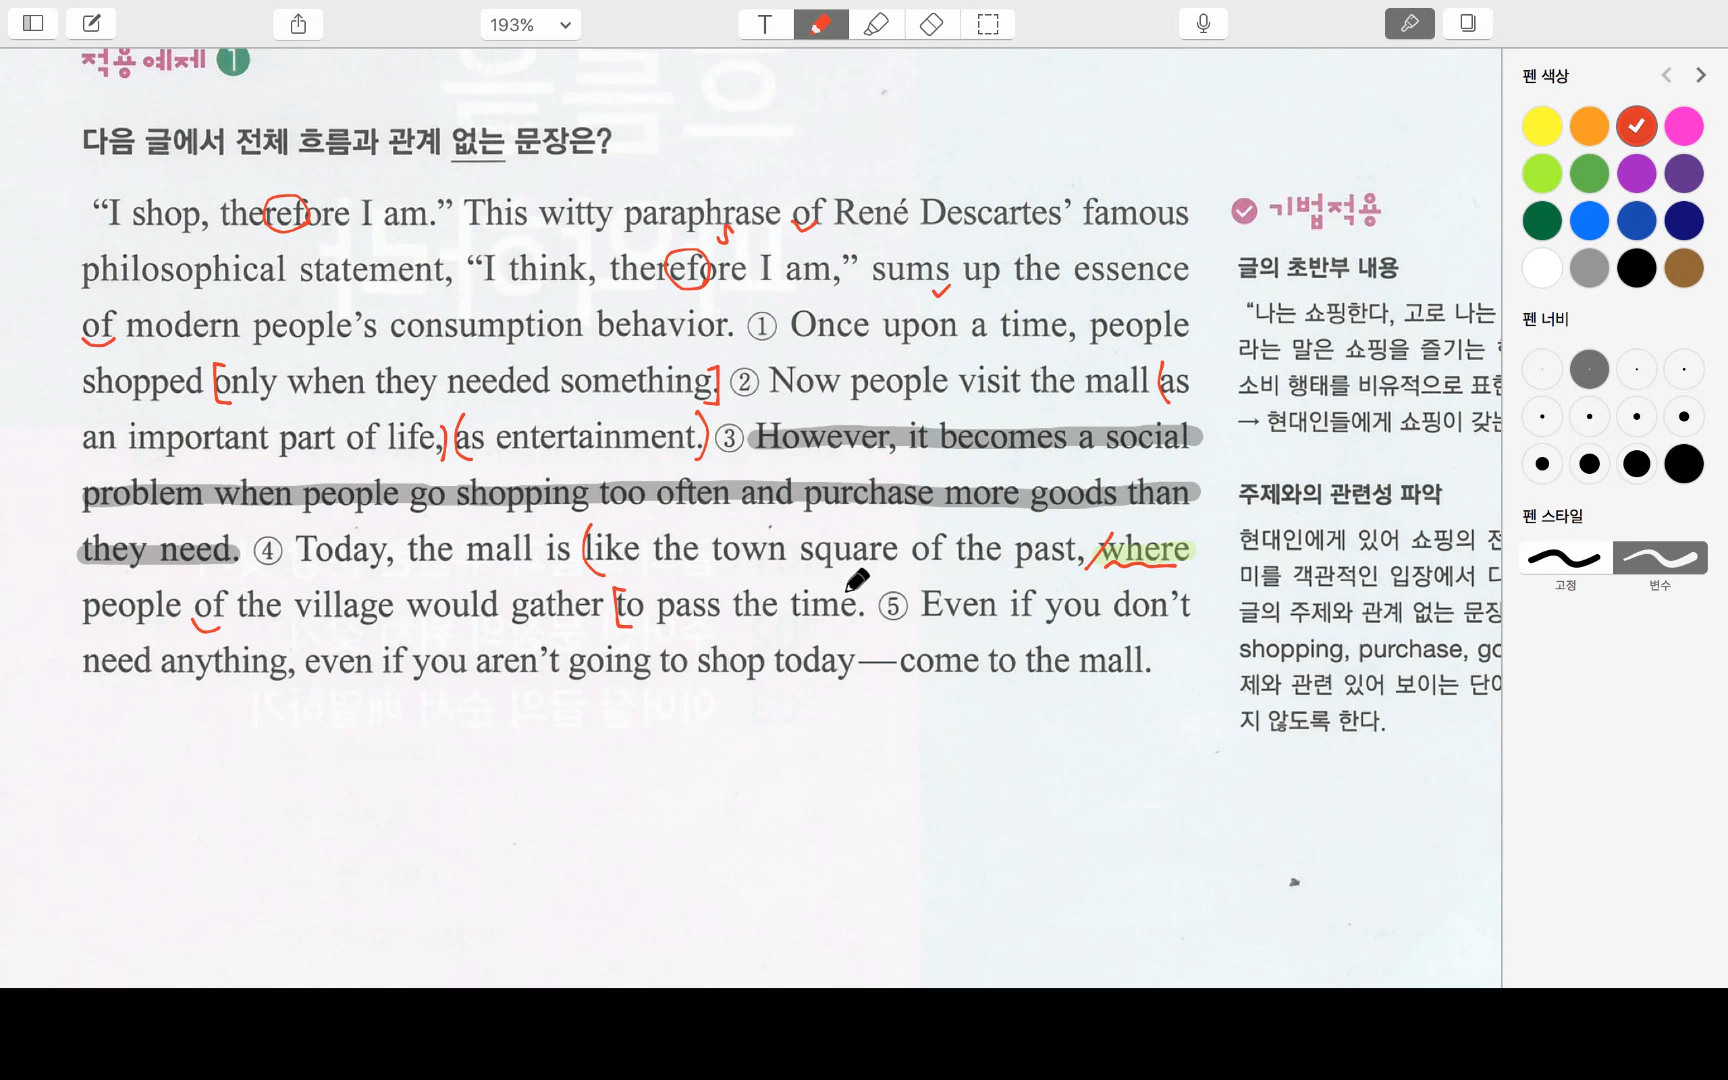 193%
T
적용 예제 1
다음 글에서 전체 흐름과 관계 없는 문장은?
“I shop, therefore I am.” This witty paraphrase of René Descartes’ famous
philosophical statement, “I think, therefore I am,” sums up the essence
of modern people’s consumption behavior. ① Once upon a time, people
shopped only when they needed something. ② Now people visit the mall as
an important part of life, as entertainment. ③ However, it becomes a social
problem when people go shopping too often and purchase more goods than
they need. ④ Today, the mall is like the town square of the past, where
people of the village would gather to pass the time. ⑤ Even if you don’t
need anything, even if you aren’t going to shop today—come to the mall.
기법적용
글의 초반부 내용
“나는 쇼핑한다, 고로 나는
라는 말은 쇼핑을 즐기는
소비 행태를 비유적으로 표현
→ 현대인들에게 쇼핑이 갖는
주제와의 관련성 파악
현대인에게 있어 쇼핑의 전
미를 객관적인 입장에서 다
글의 주제와 관계 없는 문장
shopping, purchase, go
제와 관련 있어 보이는 단어
지 않도록 한다.
펜 색상
펜 너비
펜 스타일
고정 변수